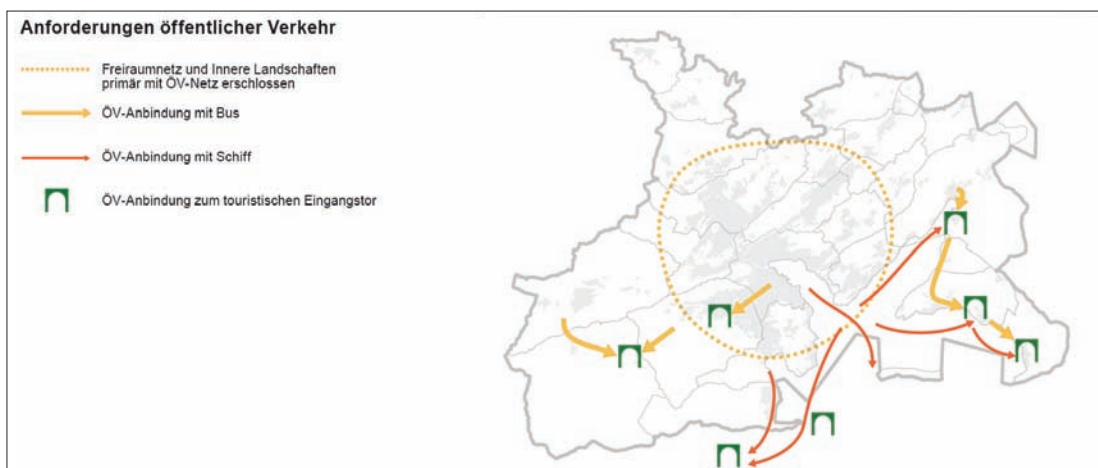 Anforderungen öffentlicher Verkehr
Freiraumnetz und Innere Landschaften
primär mit ÖV-Netz erschlossen
ÖV-Anbindung mit Bus
ÖV-Anbindung mit Schiff
ÖV-Anbindung zum touristischen Eingangstor